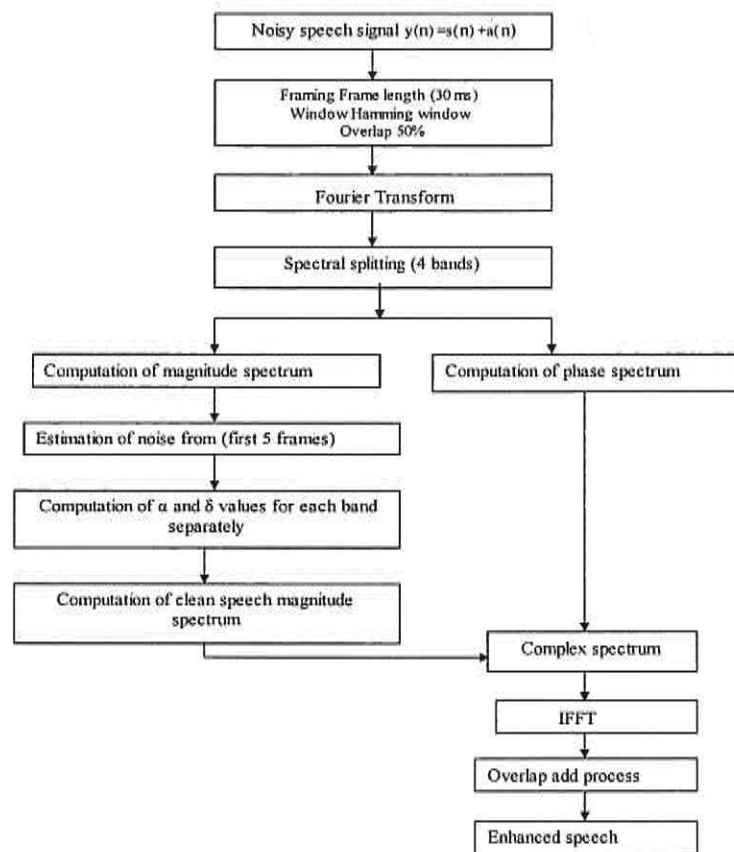 Noisy speech signal y(n) =s(n) +n(n)
Framing Frame length (30 ms)
Window Hamming window
Overlap 50%
Fourier Transform
Spectral splitting (4 bands)
Computation of magnitude spectrum
Computation of phase spectrum
Estimation of noise from (first 5 frames)
Computation of α and δ values for each band
separately
Computation of clean speech magnitude
spectrum
Complex spectrum
IFFT
Overlap add process
Enhanced speech